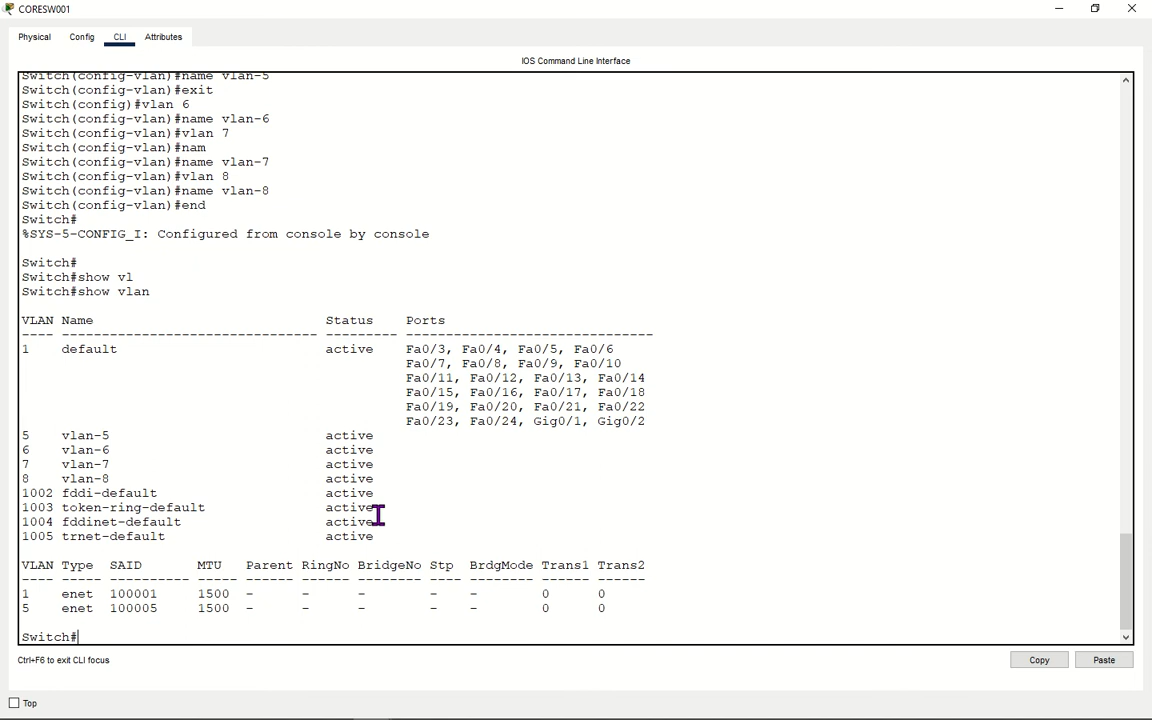 CORESW001
Physical Config CLI Attributes
IOS Command Line Interface
Switch(config-vlan)#name vlan-5
Switch(config-vlan)#exit
Switch(config)#vlan 6
Switch(config-vlan)#name vlan-6
Switch(config-vlan)#vlan 7
Switch(config-vlan)#nam
Switch(config-vlan)#name vlan-7
Switch(config-vlan)#vlan 8
Switch(config-vlan)#name vlan-8
Switch(config-vlan)#end
Switch#
%SYS-5-CONFIG_I: Configured from console by console
Switch#
Switch#show vl
Switch#show vlan
VLAN Name Status Ports
---- -------------------------------- --------- -------------------------------
1 default active Fa0/3, Fa0/4, Fa0/5, Fa0/6
Fa0/7, Fa0/8, Fa0/9, Fa0/10
Fa0/11, Fa0/12, Fa0/13, Fa0/14
Fa0/15, Fa0/16, Fa0/17, Fa0/18
Fa0/19, Fa0/20, Fa0/21, Fa0/22
Fa0/23, Fa0/24, Gig0/1, Gig0/2
5 vlan-5 active
6 vlan-6 active
7 vlan-7 active
8 vlan-8 active
1002 fddi-default active
1003 token-ring-default active
1004 fddinet-default active
1005 trnet-default active
VLAN Type SAID MTU Parent RingNo BridgeNo Stp BrdgMode Trans1 Trans2
---- ----- ---------- ----- ------ ------ -------- ---- -------- ------ ------
1 enet 100001 1500 - - - - - 0 0
5 enet 100005 1500 - - - - - 0 0
Switch#
Ctrl+F6 to exit CLI focus
Copy Paste
Top